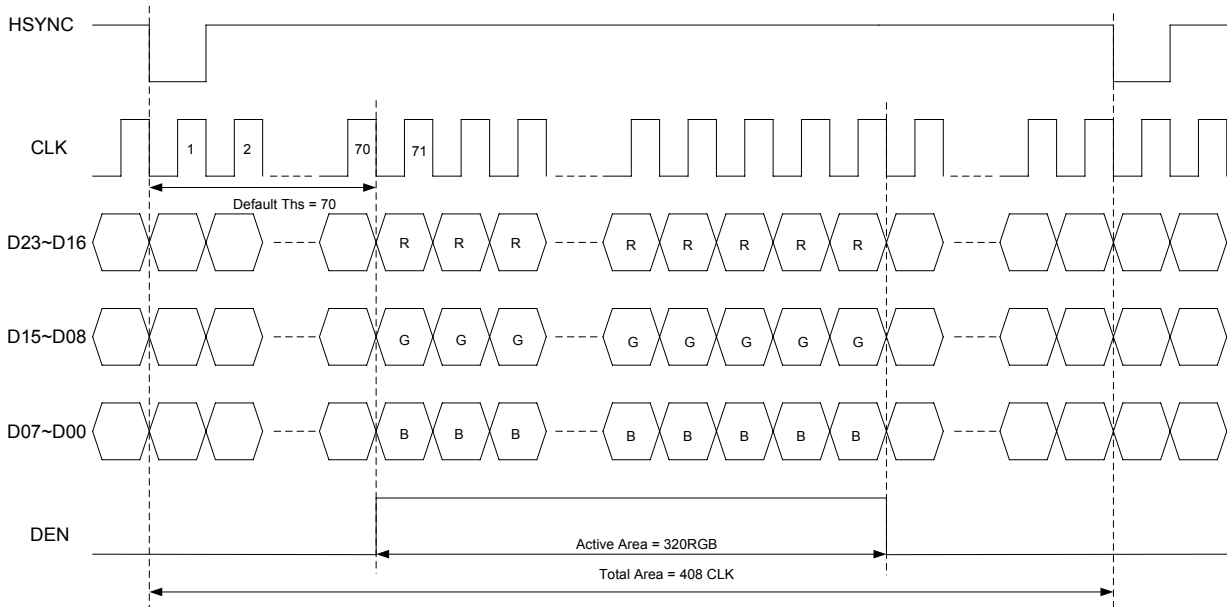 HSYNC
CLK
1 2 70 71
Default Ths = 70
D23~D16
R R R R R R R R
D15~D08
G G G G G G G G
D07~D00
B B B B B B B B
DEN
Active Area = 320RGB
Total Area = 408 CLK